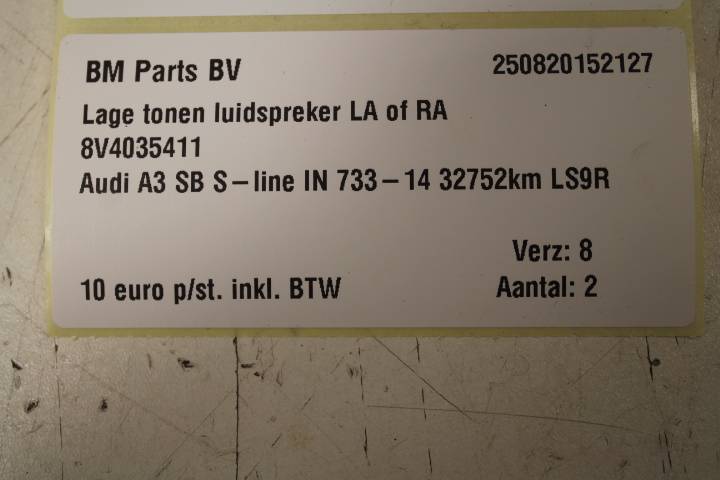 BM Parts BV 250820152127
Lage tonen luidspreker LA of RA
8V4035411
Audi A3 SB S-line IN 733-14 32752km LS9R
Verz: 8
10 euro p/st. inkl. BTW Aantal: 2